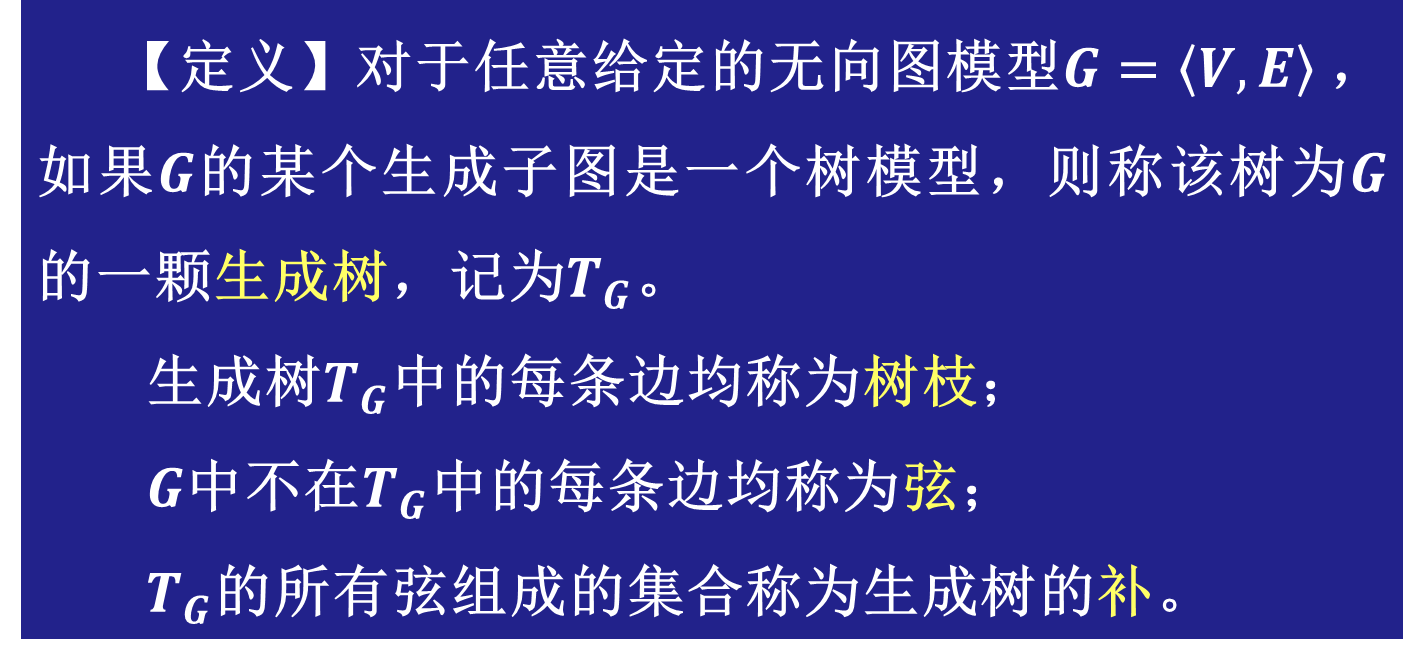 【定义】对于任意给定的无向图模型G = ⟨V, E⟩，
如果G的某个生成子图是一个树模型，则称该树为G
的一颗生成树，记为T_G。
生成树T_G中的每条边均称为树枝；
G中不在T_G中的每条边均称为弦；
T_G的所有弦组成的集合称为生成树的补。